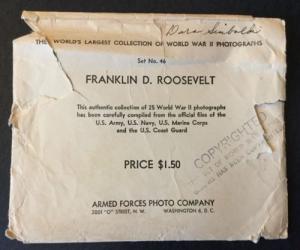 THE WORLD'S LARGEST COLLECTION OF WORLD WAR II PHOTOGRAPHS
Set No. 46
FRANKLIN D. ROOSEVELT
This authentic collection of 25 World War II photographs
has been carefully compiled from the official files of the
U.S. Army, U.S. Navy, U.S. Marine Corps
and the U.S. Coast Guard
PRICE $1.50
COPYRIGHTED
ARMED FORCES PHOTO COMPANY
WASHINGTON 6, D.C.